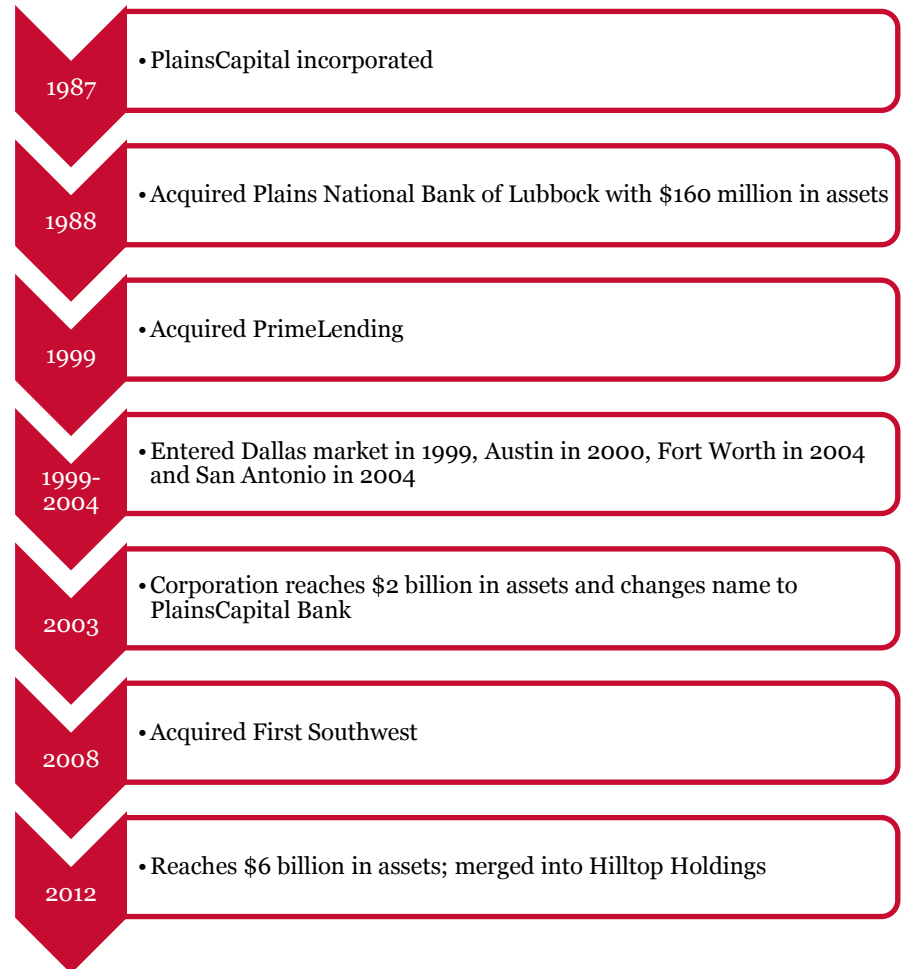 1987
•PlainsCapital incorporated
1988
•Acquired Plains National Bank of Lubbock with $160 million in assets
1999
•Acquired PrimeLending
1999-
2004
•Entered Dallas market in 1999, Austin in 2000, Fort Worth in 2004
and San Antonio in 2004
2003
•Corporation reaches $2 billion in assets and changes name to
PlainsCapital Bank
2008
•Acquired First Southwest
2012
•Reaches $6 billion in assets; merged into Hilltop Holdings